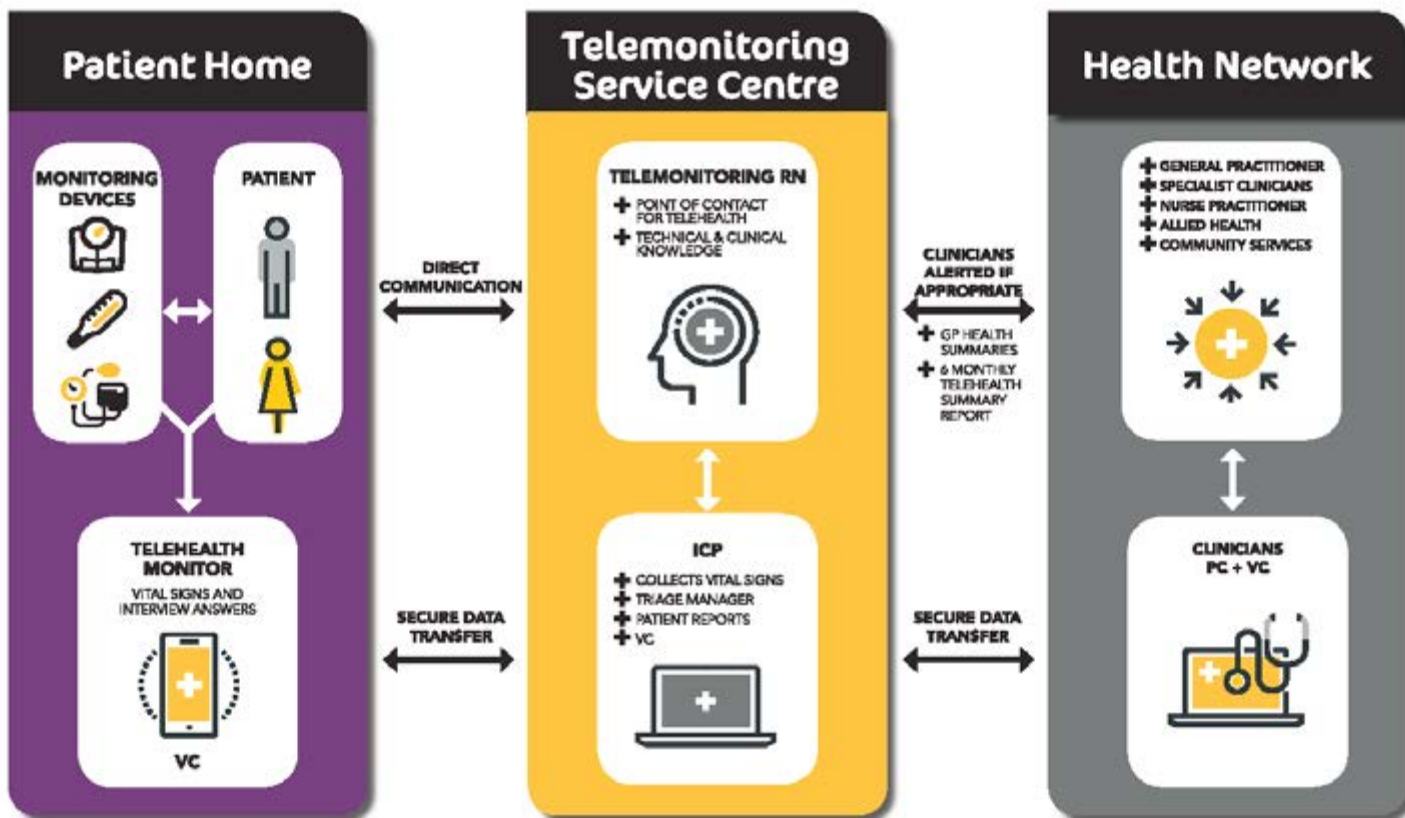 Patient Home
MONITORING
DEVICES
PATIENT
TELEHEALTH
MONITOR
VITAL SIGNS AND
INTERVIEW ANSWERS
VC
DIRECT
COMMUNICATION
SECURE DATA
TRANSFER
Telemonitoring
Service Centre
TELEMONITORING RN
POINT OF CONTACT
FOR TELEHEALTH
TECHNICAL & CLINICAL
KNOWLEDGE
ICP
COLLECTS VITAL SIGNS
TRIAGE MANAGER
PATIENT REPORTS
VC
CLINICIANS
ALERTED IF
APPROPRIATE
GP HEALTH
SUMMARIES
6 MONTHLY
TELEHEALTH
SUMMARY
REPORT
SECURE DATA
TRANSFER
Health Network
GENERAL PRACTITIONER
SPECIALIST CLINICIANS
NURSE PRACTITIONER
ALLIED HEALTH
COMMUNITY SERVICES
CLINICIANS
PC + VC